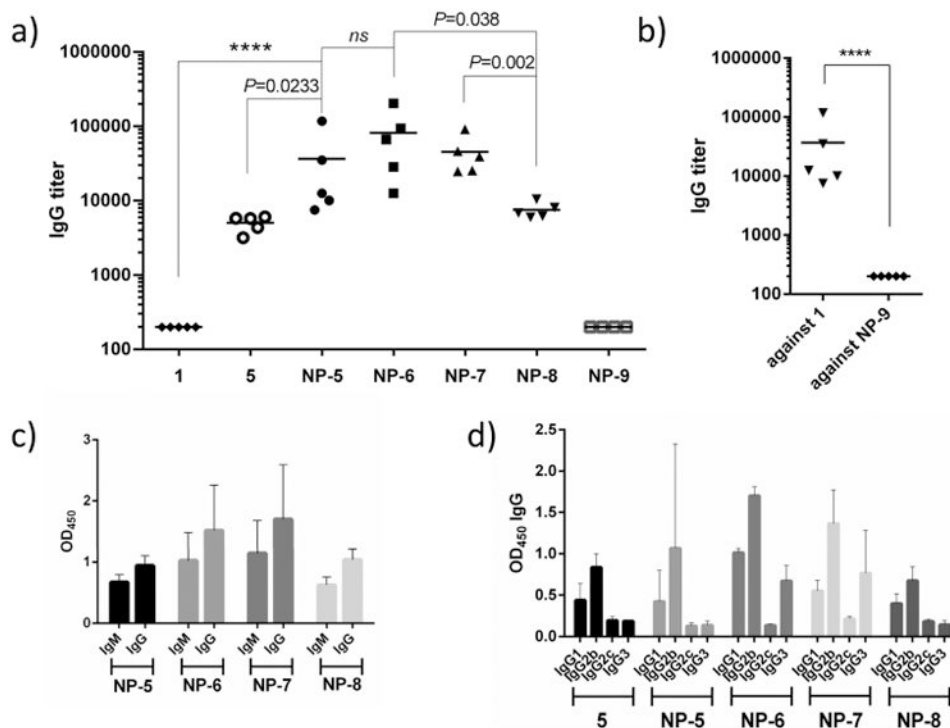 a)
P=0.038
ns
****
P=0.002
P=0.0233
IgG titer
1000000
100000
10000
1000
100
1 5 NP-5 NP-6 NP-7 NP-8 NP-9
b)
****
IgG titer
1000000
100000
10000
1000
100
against 1
against NP-9
c)
OD450
3
2
1
0
IgM IgG IgM IgG IgM IgG IgM IgG
NP-5 NP-6 NP-7 NP-8
d)
OD450 IgG
2.5
2.0
1.5
1.0
0.5
0.0
IgG1 IgG2b IgG2c IgG3 IgG1 IgG2b IgG2c IgG3 IgG1 IgG2b IgG2c IgG3 IgG1 IgG2b IgG2c IgG3 IgG1 IgG2b IgG2c IgG3
5 NP-5 NP-6 NP-7 NP-8